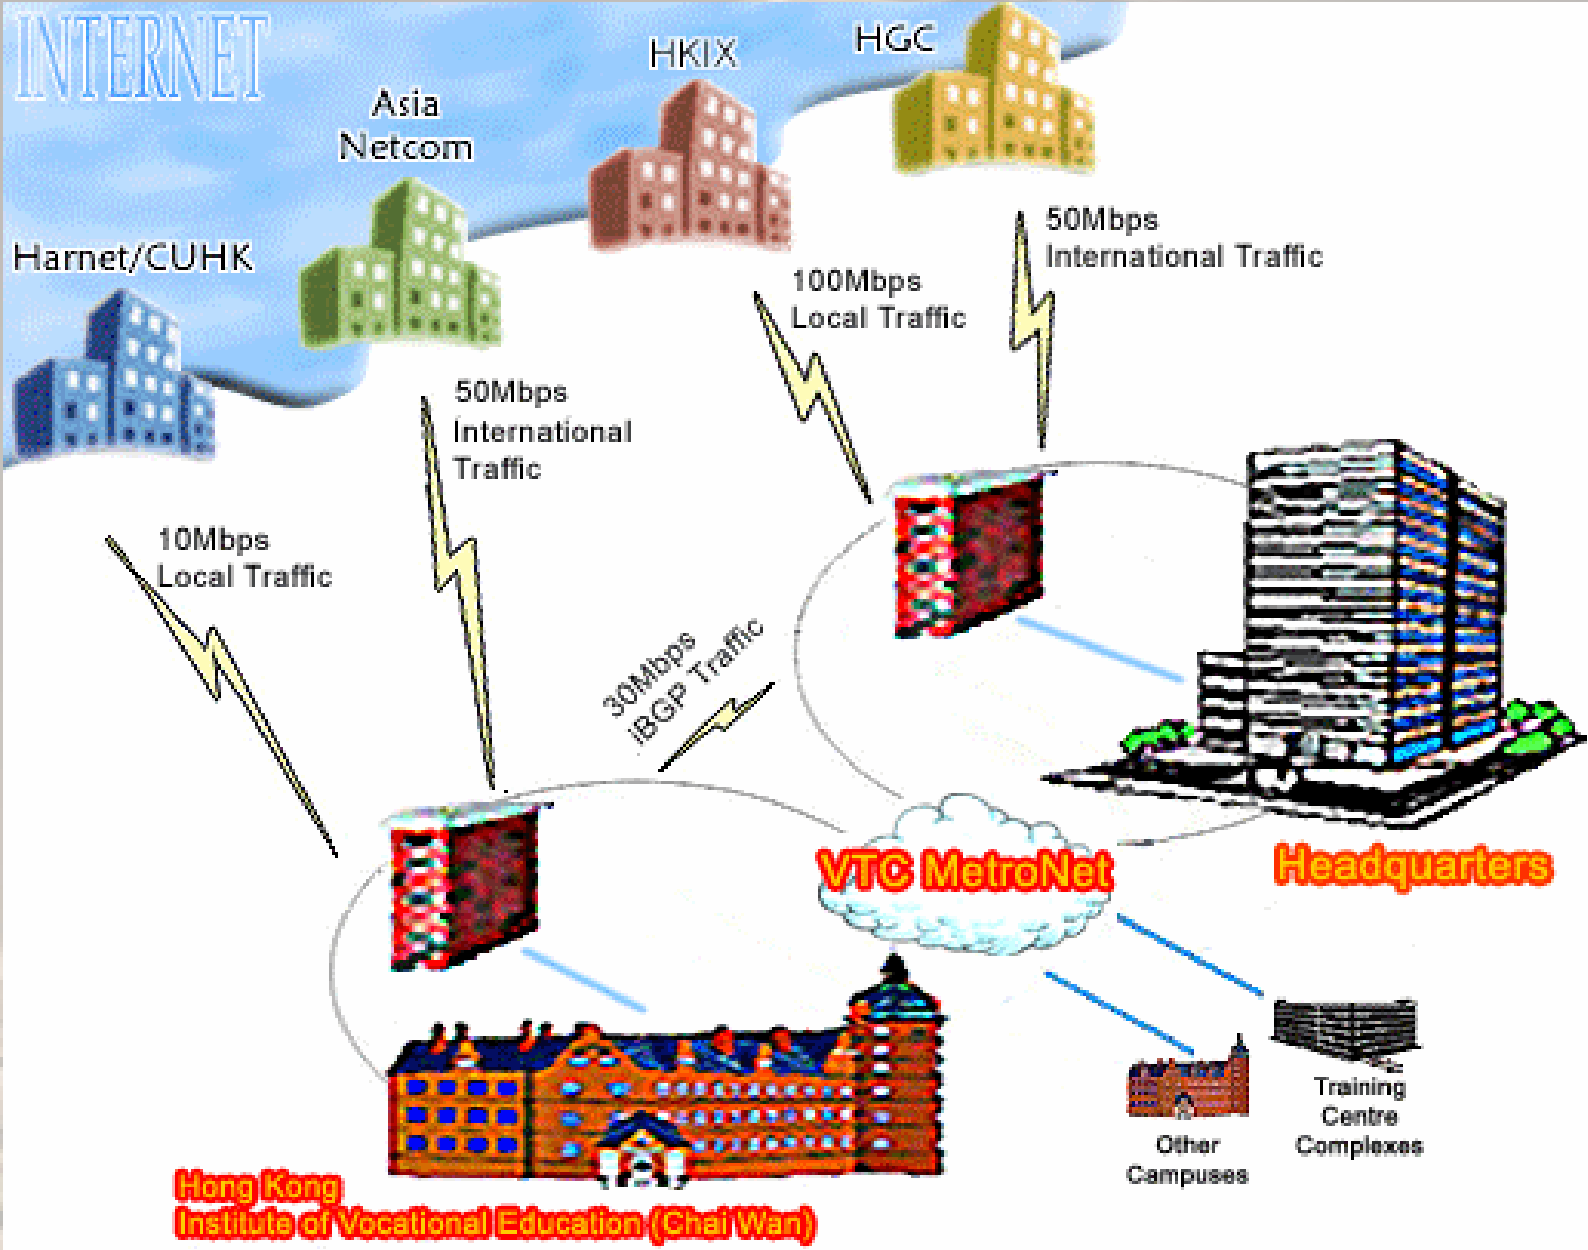 INTERNET
HGC
HKIX
Asia
Netcom
Harnet/CUHK
50Mbps
International Traffic
100Mbps
Local Traffic
50Mbps
International
Traffic
10Mbps
Local Traffic
30Mbps
iBGP Traffic
VTC MetroNet
Headquarters
Training
Centre
Complexes
Other
Campuses
Hong Kong
Institute of Vocational Education (Chai Wan)